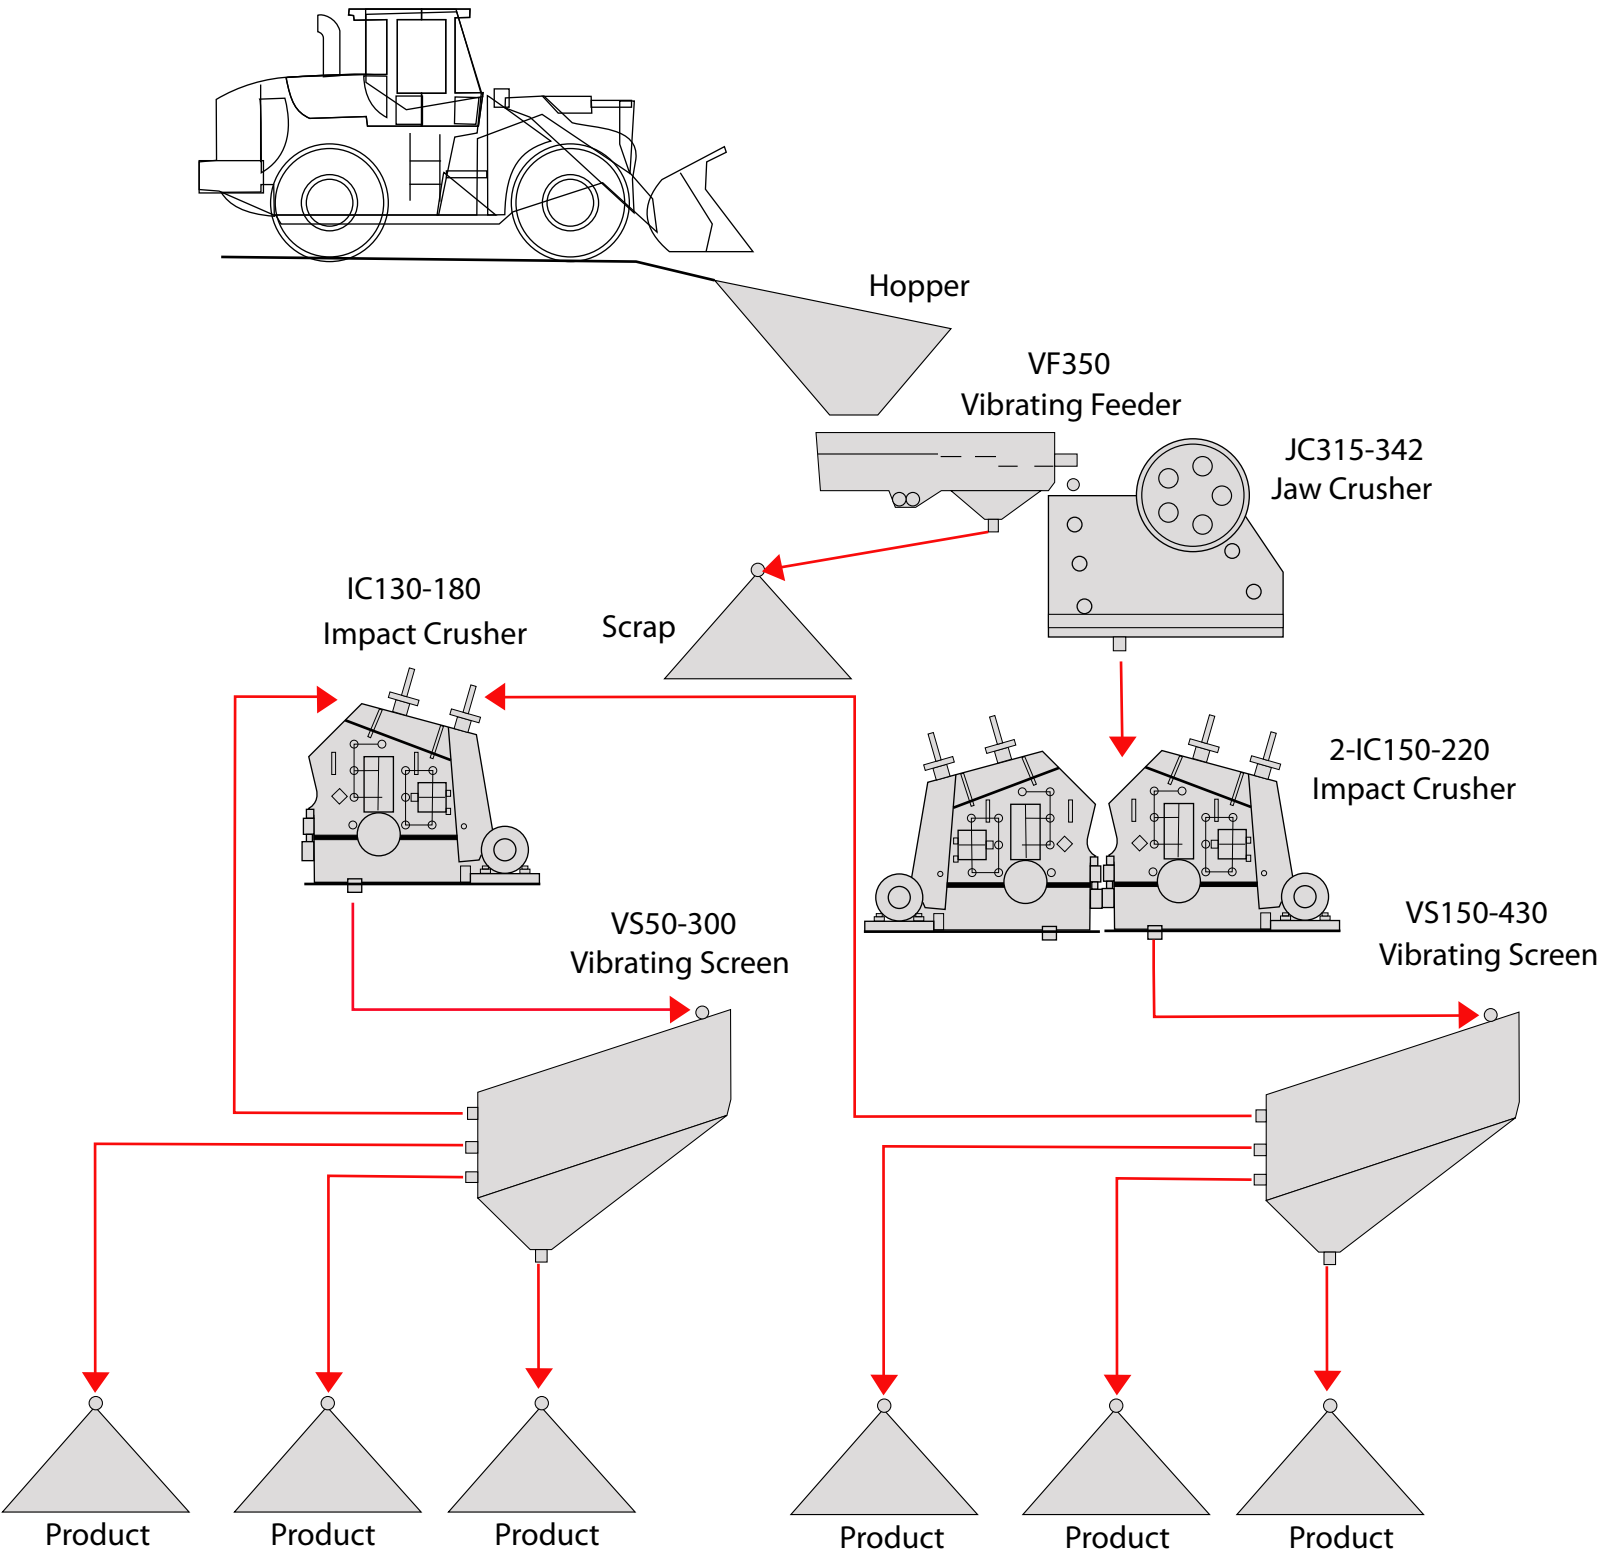 Hopper
VF350
Vibrating Feeder
JC315-342
Jaw Crusher
IC130-180
Impact Crusher
Scrap
2-IC150-220
Impact Crusher
VS50-300
Vibrating Screen
VS150-430
Vibrating Screen
Product
Product
Product
Product
Product
Product